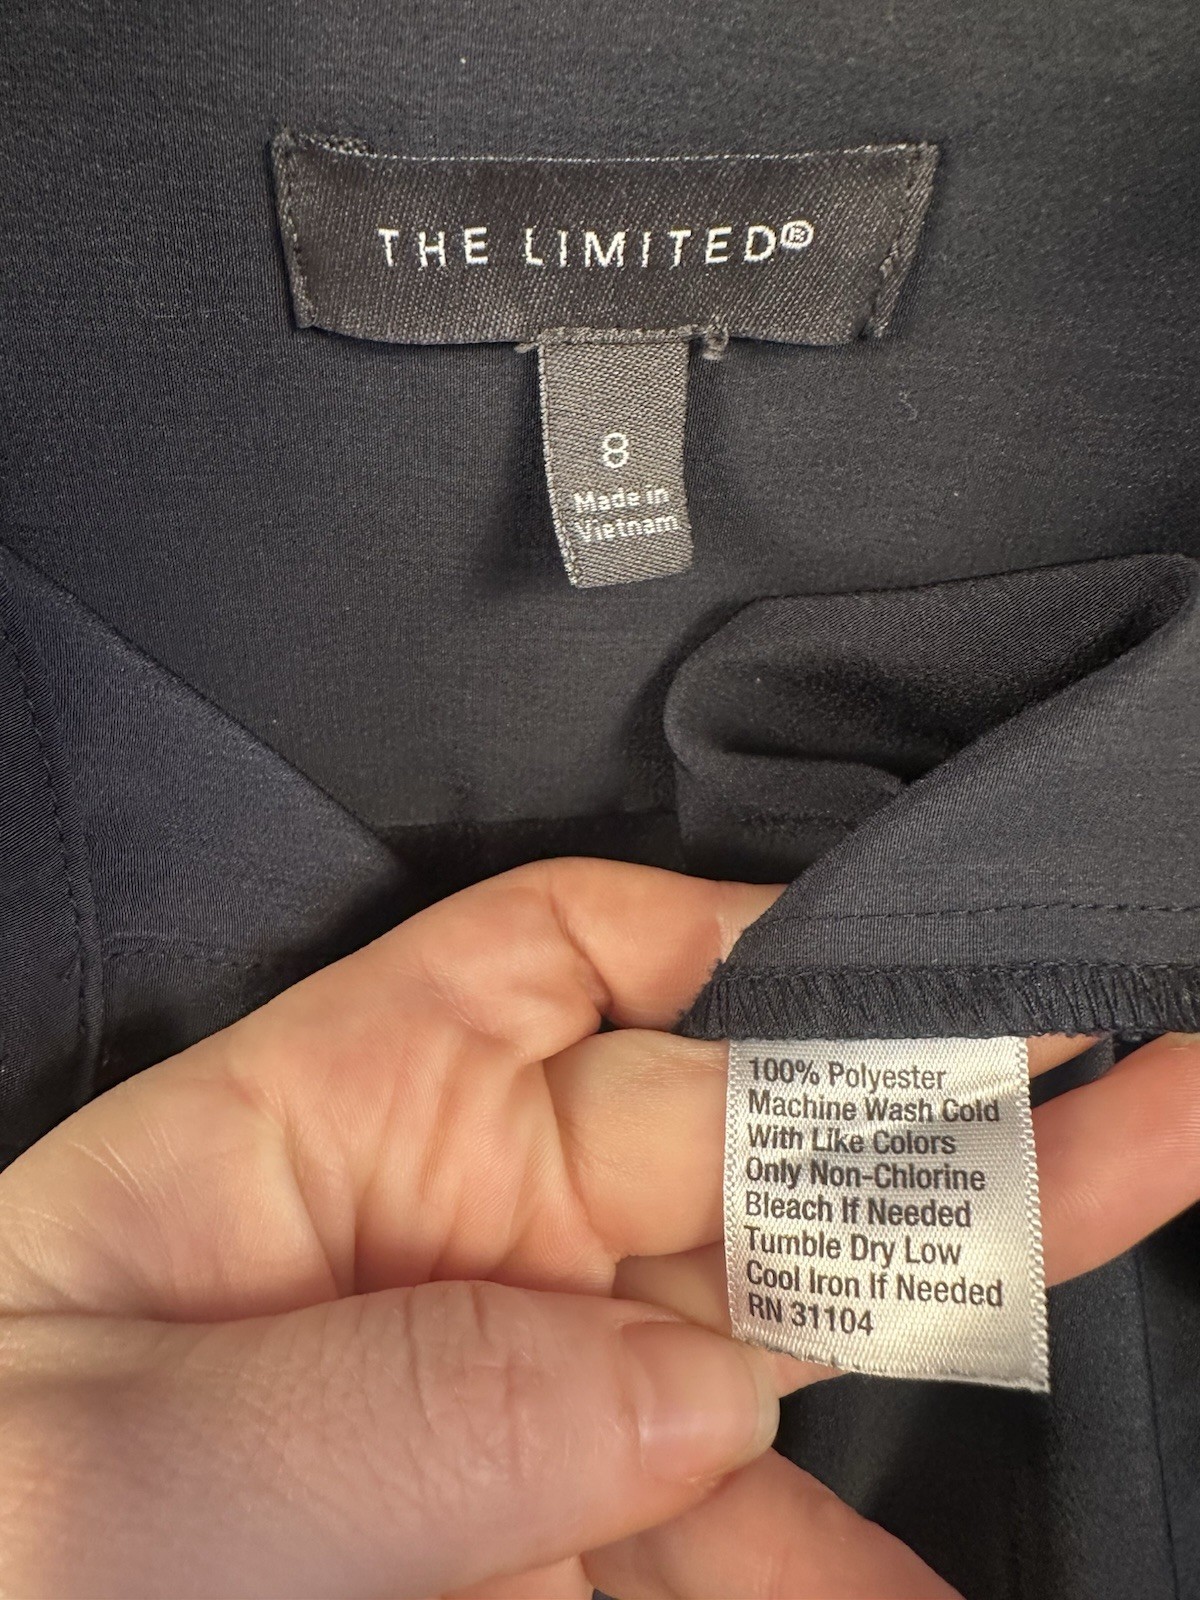 THE LIMITED®
8
Made in
Vietnam
100% Polyester
Machine Wash Cold
With Like Colors
Only Non-Chlorine
Bleach If Needed
Tumble Dry Low
Cool Iron If Needed
RN 31104